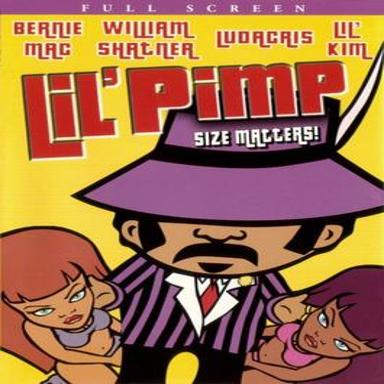 FULL SCREEN
BERNIE MAC
WILLIAM SHATNER
LUDACRIS
LIL' KIM
LiL' PiMP
SIZE MATTERS!